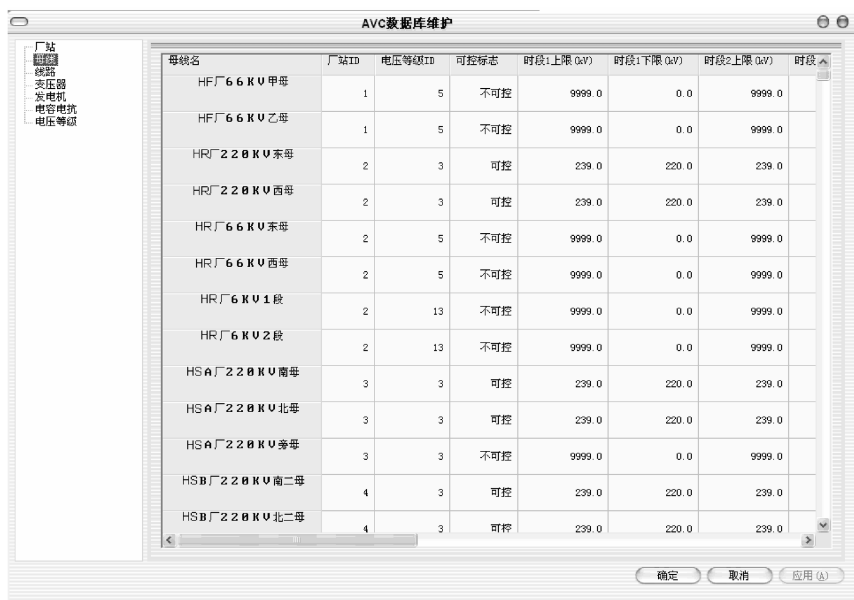 AVC数据库维护
厂站
母线
线路
变压器
发电机
电容电抗
电压等级
母线名 厂站ID 电压等级ID 可控标志 时段1上限(kV) 时段1下限(kV) 时段2上限(kV) 时段
HF厂66KV甲母 1 5 不可控 9999.0 0.0 9999.0
HF厂66KV乙母 1 5 不可控 9999.0 0.0 9999.0
HR厂220KV东母 2 3 可控 239.0 220.0 239.0
HR厂220KV西母 2 3 可控 239.0 220.0 239.0
HR厂66KV东母 2 5 不可控 9999.0 0.0 9999.0
HR厂66KV西母 2 5 不可控 9999.0 0.0 9999.0
HR厂6KV1段 2 13 不可控 9999.0 0.0 9999.0
HR厂6KV2段 2 13 不可控 9999.0 0.0 9999.0
HSA厂220KV南母 3 3 可控 239.0 220.0 239.0
HSA厂220KV北母 3 3 可控 239.0 220.0 239.0
HSA厂220KV旁母 3 3 不可控 9999.0 0.0 9999.0
HSB厂220KV南二母 4 3 可控 239.0 220.0 239.0
HSB厂220KV北二母 4 3 可控 239.0 220.0 239.0
确定 取消 应用(A)